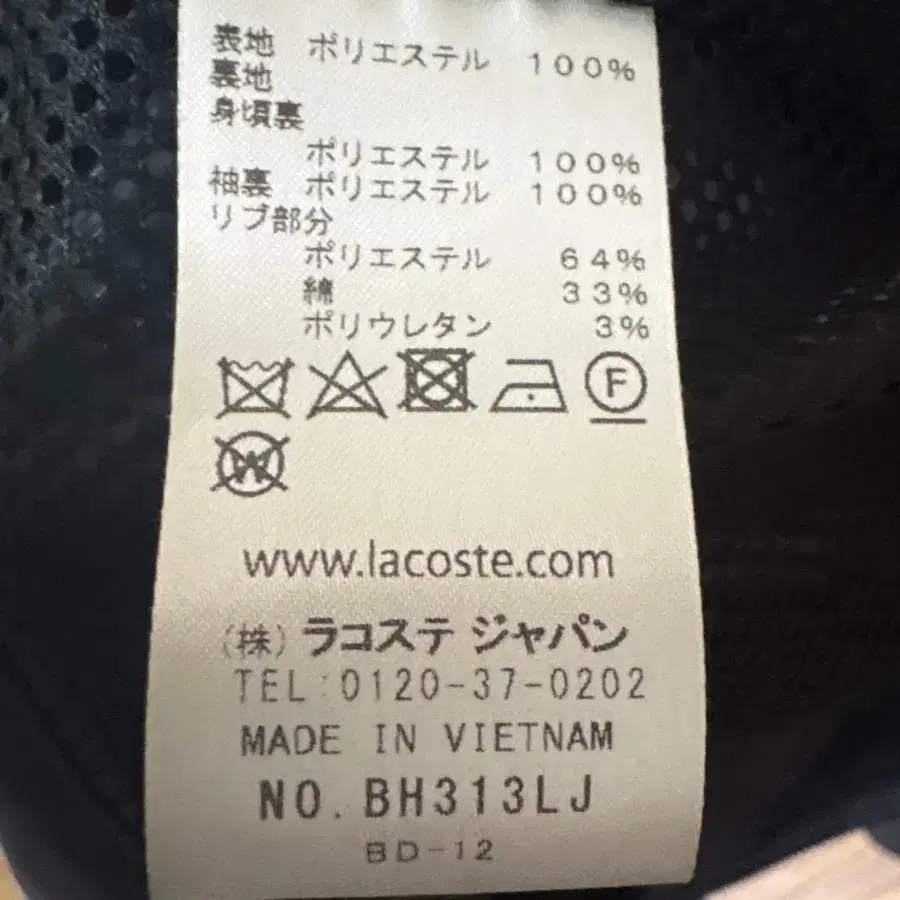 表地 ポリエステル 100%
裏地
身頃裏
ポリエステル 100%
袖裏 ポリエステル 100%
リブ部分
ポリエステル 64%
綿 33%
ポリウレタン 3%
F
W
www.lacoste.com
(株) ラコステ ジャパン
TEL:0120-37-0202
MADE IN VIETNAM
NO. BH313LJ
BD-12